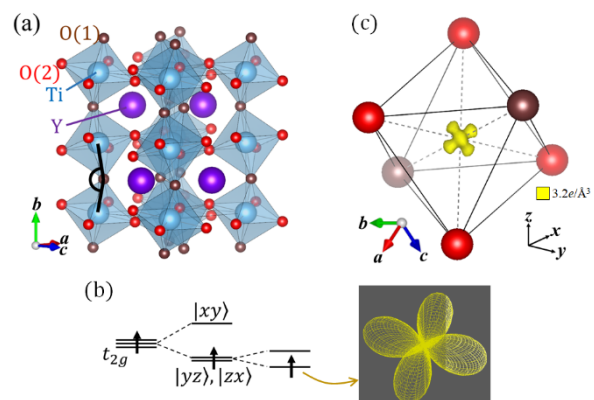 (a)
O(1)
O(2)
Ti
Y
b
a
c
(c)
3.2e/Å³
b
a
c
z
x
y
(b)
t₂g
|xy⟩
|yz⟩, |zx⟩